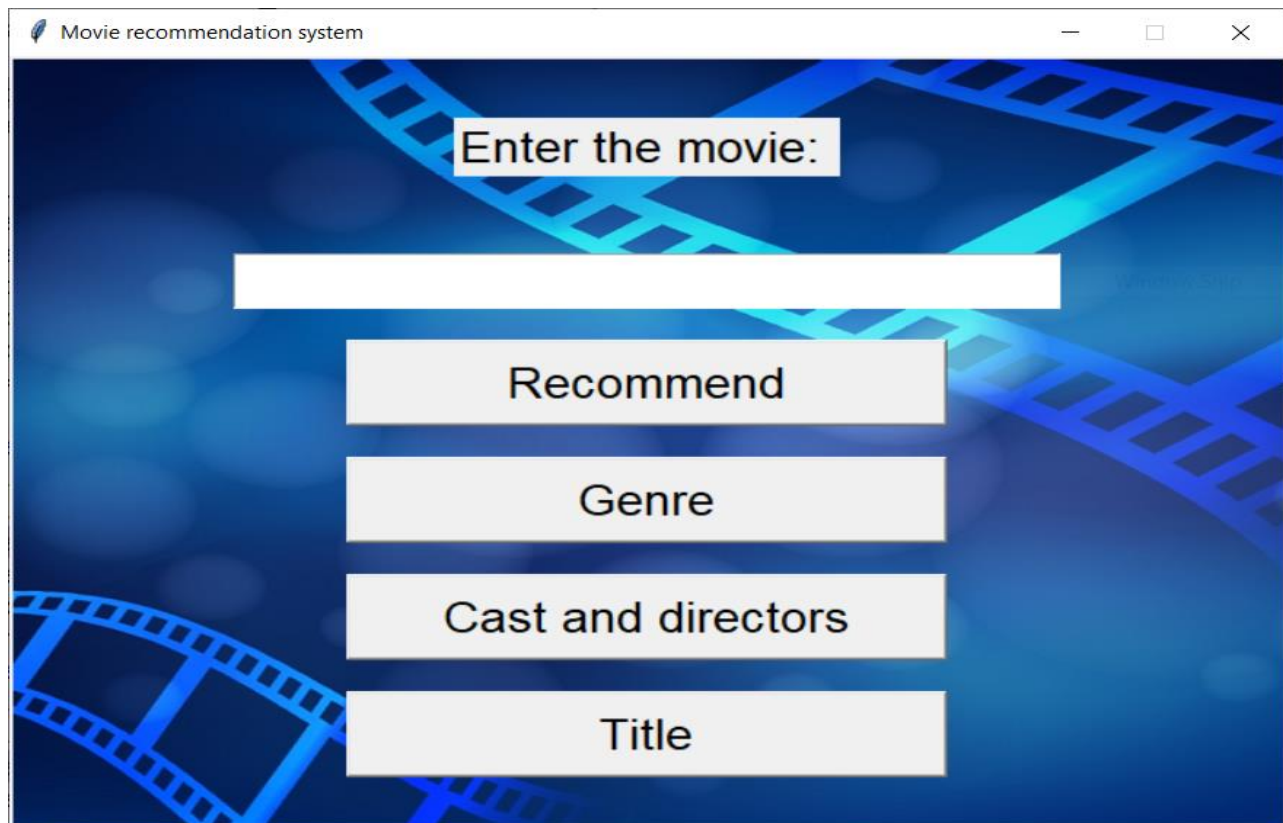 Movie recommendation system
Enter the movie:
Recommend
Genre
Cast and directors
Title